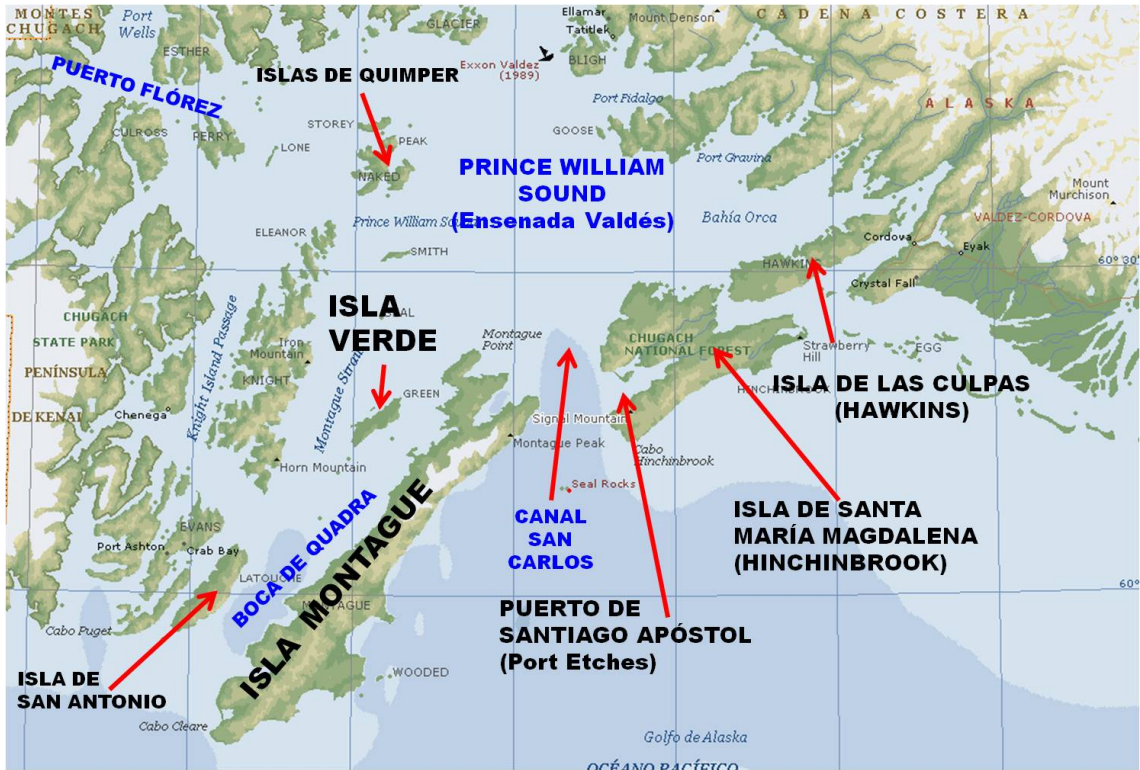 MONTES
CHUGACH
Port
Wells
ESTHER
GLACIER
Ellamar
Tatitlek
Mount Denson
CADENA COSTERA
PUERTO FLÓREZ
ISLAS DE QUIMPER
Exxon Valdez
(1989)
BLIGH
Port Fidalgo
ALASKA
CULROSS
PERRY
LONE
STOREY
PEAK
NAKED
GOOSE
PRINCE WILLIAM
SOUND
(Ensenada Valdés)
Port Gravina
Mount
Murchison
Prince William
Bahía Orca
VALDEZ-CORDOVA
ELEANOR
SMITH
Cordova
Eyak
HAWKINS
60° 30'
Crystal Fall
CHUGACH
STATE PARK
PENÍNSULA
DE KENAI
Knight Island Passage
ISLA
VERDE
Montague
Point
Iron
Mountain
KNIGHT
CHUGACH
NATIONAL FOREST
Strawberry
Hill
EGG
Chenega
Montague Strait
GREEN
HINCHINBROOK
ISLA DE LAS CULPAS
(HAWKINS)
Signal Mountain
Montague Peak
Cabo
Hinchinbrook
Horn Mountain
Seal Rocks
EVANS
Port Ashton
Crab Bay
BOCA DE QUADRA
ISLA MONTAGUE
CANAL
SAN
CARLOS
ISLA DE SANTA
MARÍA MAGDALENA
(HINCHINBROOK)
LATOUCHE
60°
Cabo Puget
PUERTO DE
SANTIAGO APÓSTOL
(Port Etches)
ISLA DE
SAN ANTONIO
WOODED
Cabo Cleare
Golfo de Alaska
OCÉANO PACÍFICO